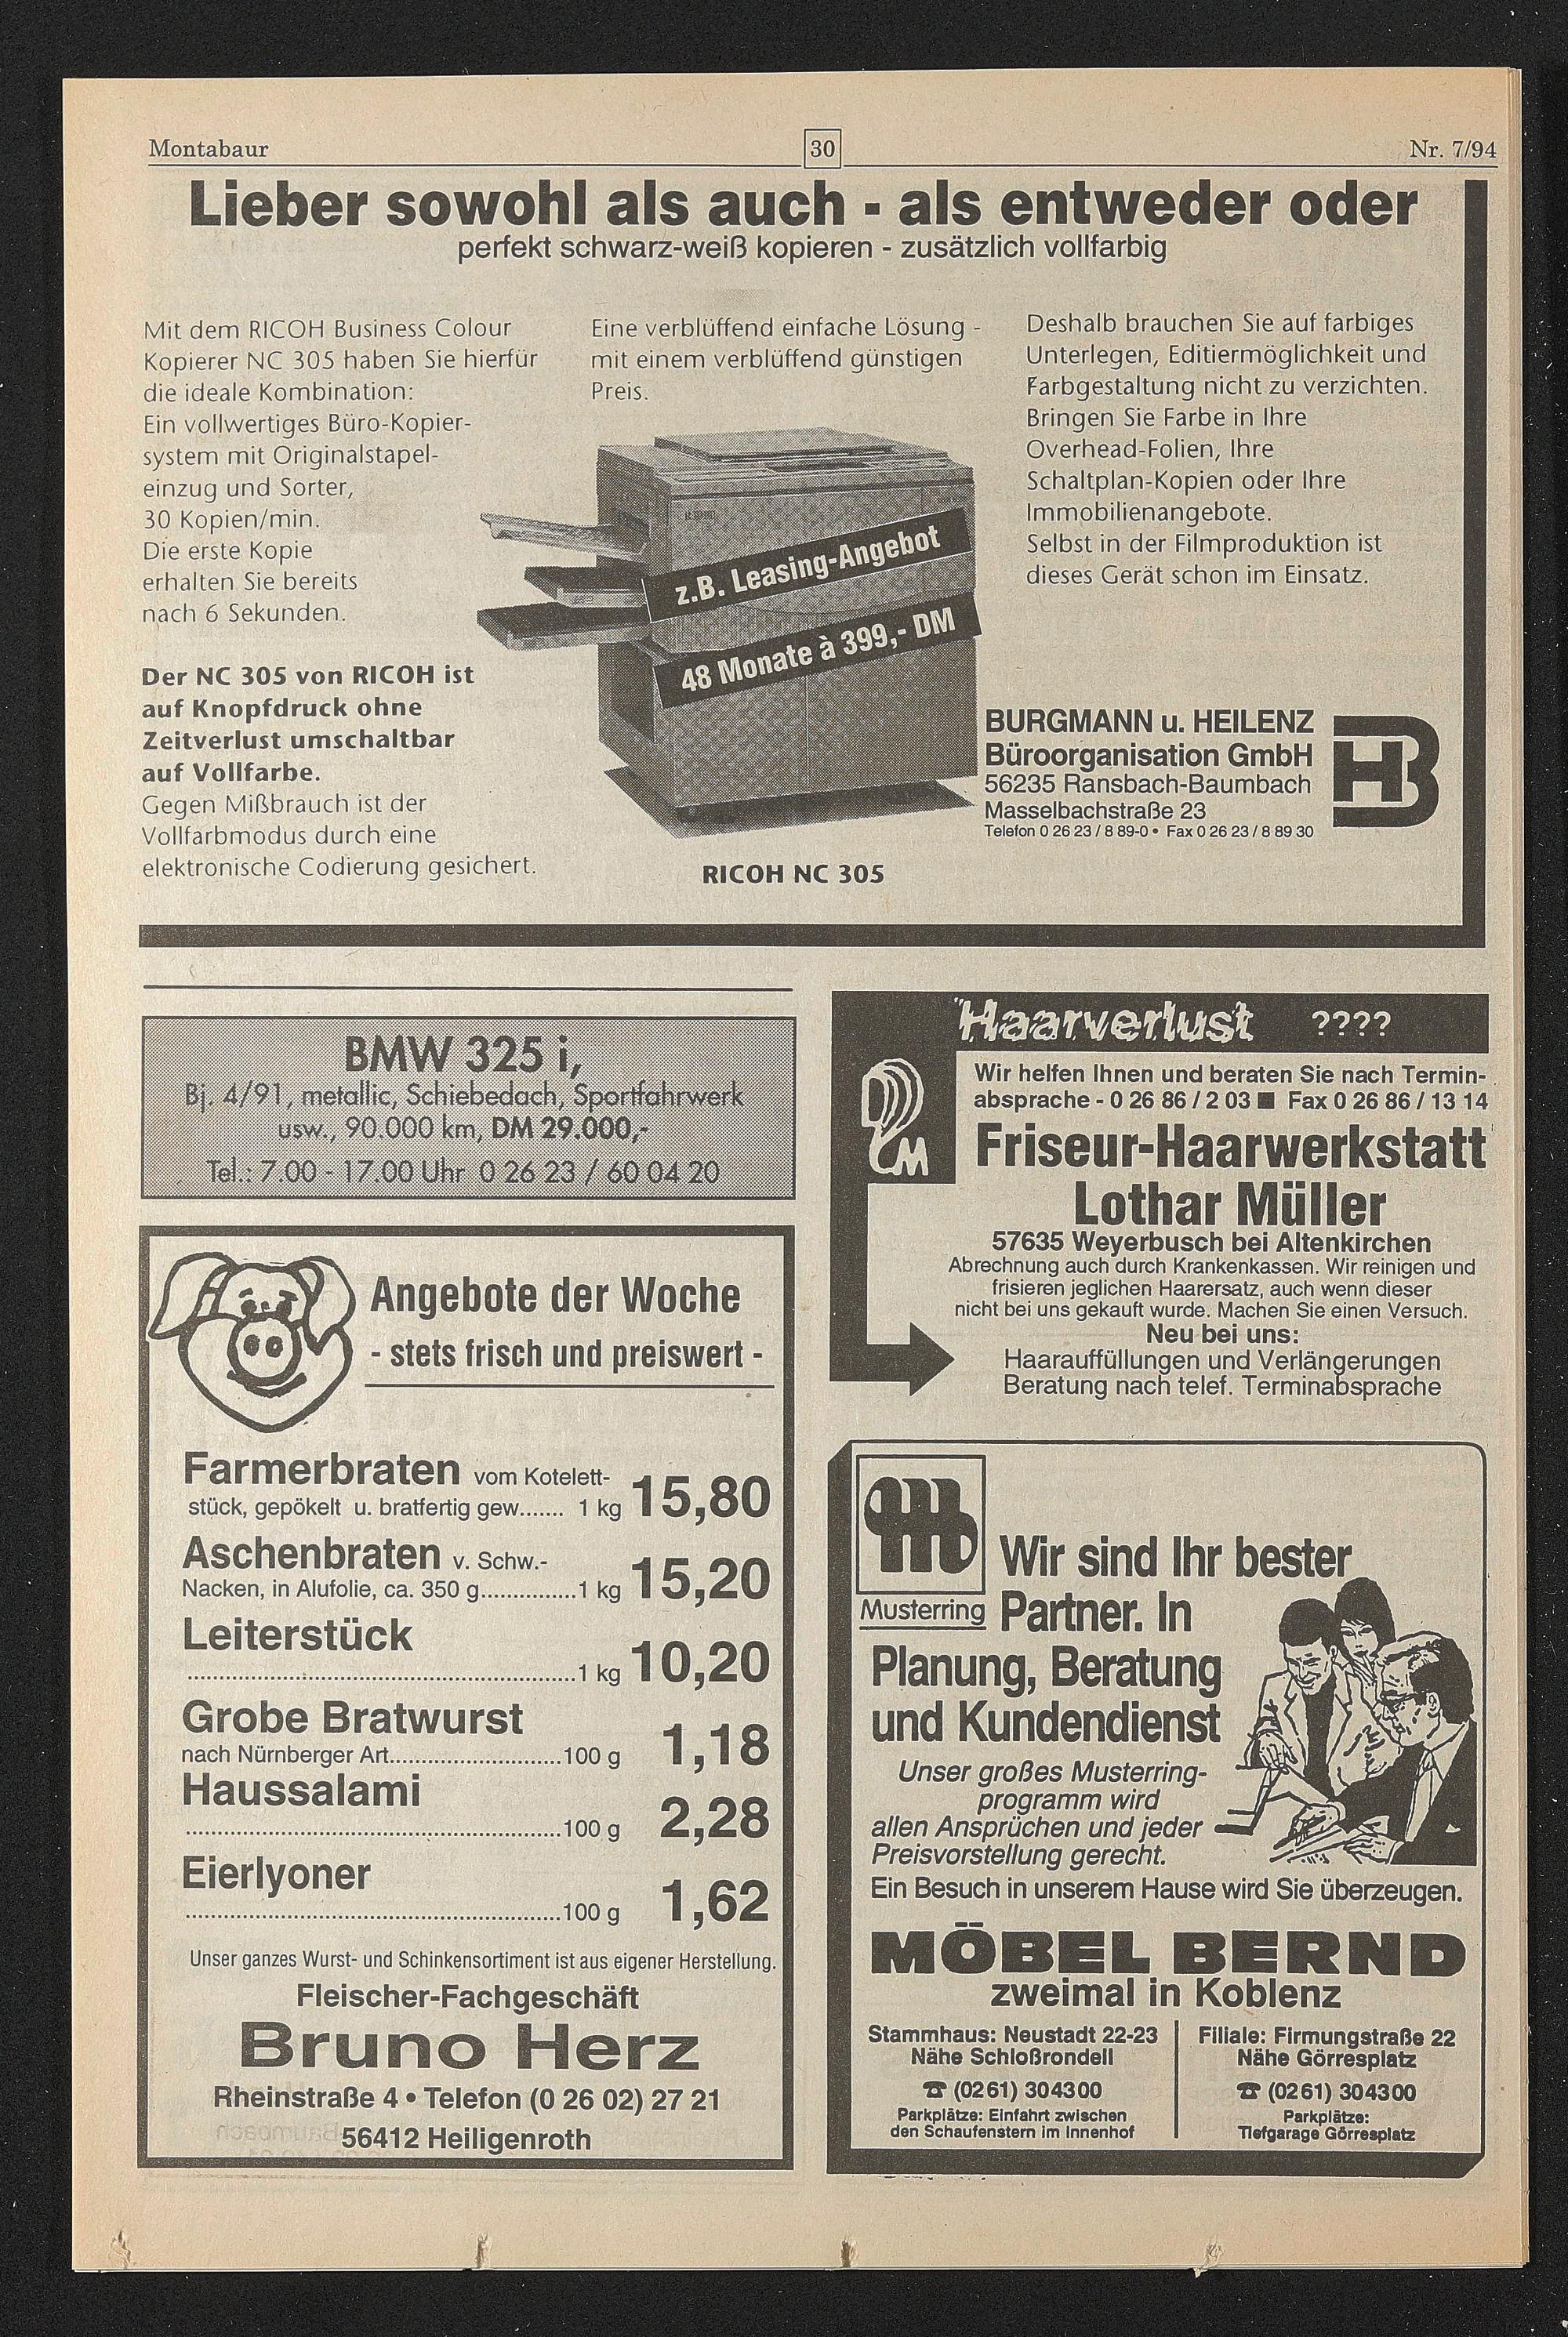 Montabaur
30
Nr. 7/94
Lieber sowohl als auch - als entweder oder
perfekt schwarz-weiß kopieren - zusätzlich vollfarbig
Mit dem RICOH Business Colour
Kopierer NC 305 haben Sie hierfür
die ideale Kombination:
Ein vollwertiges Büro-Kopier-
system mit Originalstapel-
einzug und Sorter,
30 Kopien/min.
Die erste Kopie
erhalten Sie bereits
nach 6 Sekunden.
Der NC 305 von RICOH ist
auf Knopfdruck ohne
Zeitverlust umschaltbar
auf Vollfarbe.
Gegen Mißbrauch ist der
Vollfarbmodus durch eine
elektronische Codierung gesichert.
Eine verblüffend einfache Lösung -
mit einem verblüffend günstigen
Preis.
z.B. Leasing-Angebot
48 Monate à 399,- DM
RICOH NC 305
Deshalb brauchen Sie auf farbiges
Unterlegen, Editiermöglichkeit und
Farbgestaltung nicht zu verzichten.
Bringen Sie Farbe in Ihre
Overhead-Folien, Ihre
Schaltplan-Kopien oder Ihre
Immobilienangebote.
Selbst in der Filmproduktion ist
dieses Gerät schon im Einsatz.
BURGMANN u. HEILENZ
Büroorganisation GmbH
56235 Ransbach-Baumbach
Masselbachstraße 23
Telefon 0 26 23 / 8 89-0 • Fax 0 26 23 / 8 89 30
HB
BMW 325 i,
Bj. 4/91, metallic, Schiebedach, Sportfahrwerk
usw., 90.000 km, DM 29.000,-
Tel.: 7.00 - 17.00 Uhr 0 26 23 / 60 04 20
Angebote der Woche
- stets frisch und preiswert -
Farmerbraten vom Kotelett-
stück, gepökelt u. bratfertig gew....... 1 kg 15,80
Aschenbraten v. Schw.-
Nacken, in Alufolie, ca. 350 g...............1 kg 15,20
Leiterstück
.............................................................1 kg 10,20
Grobe Bratwurst
nach Nürnberger Art...........................100 g 1,18
Haussalami
...........................................................100 g 2,28
Eierlyoner
...........................................................100 g 1,62
Unser ganzes Wurst- und Schinkensortiment ist aus eigener Herstellung.
Fleischer-Fachgeschäft
Bruno Herz
Rheinstraße 4 • Telefon (0 26 02) 27 21
56412 Heiligenroth
Haarverlust ????
Wir helfen Ihnen und beraten Sie nach Termin-
absprache - 0 26 86 / 2 03 ■ Fax 0 26 86 / 13 14
Friseur-Haarwerkstatt
Lothar Müller
57635 Weyerbusch bei Altenkirchen
Abrechnung auch durch Krankenkassen. Wir reinigen und
frisieren jeglichen Haarersatz, auch wenn dieser
nicht bei uns gekauft wurde. Machen Sie einen Versuch.
Neu bei uns:
Haarauffüllungen und Verlängerungen
Beratung nach telef. Terminabsprache
Musterring
Wir sind Ihr bester
Partner. In
Planung, Beratung
und Kundendienst
Unser großes Musterring-
programm wird
allen Ansprüchen und jeder
Preisvorstellung gerecht.
Ein Besuch in unserem Hause wird Sie überzeugen.
MÖBEL BERND
zweimal in Koblenz
Stammhaus: Neustadt 22-23
Nähe Schloßrondell
☎ (0261) 304300
Parkplätze: Einfahrt zwischen
den Schaufenstern im Innenhof
Filiale: Firmungstraße 22
Nähe Görresplatz
☎ (0261) 304300
Parkplätze:
Tiefgarage Görresplatz